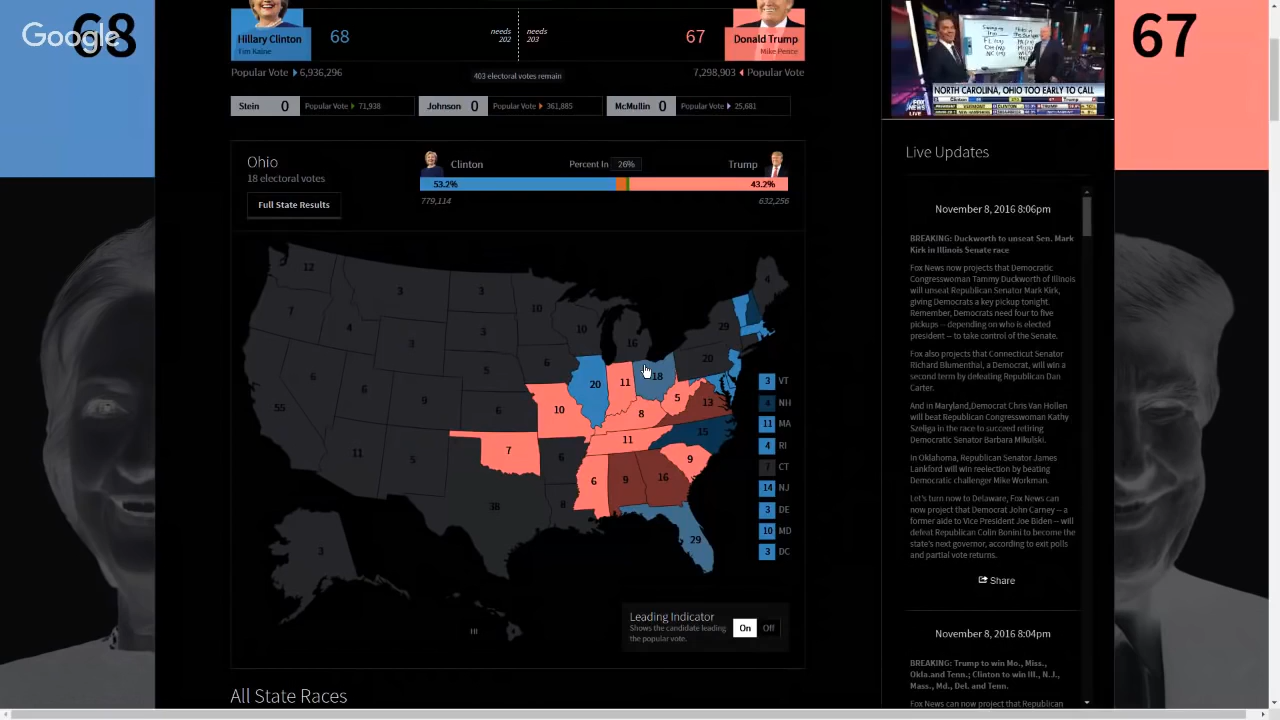 Google
68
Hillary Clinton
Tim Kaine
68
needs
202
needs
203
67
Donald Trump
Mike Pence
67
Popular Vote
6,936,296
403 electoral votes remain
7,298,903
Popular Vote
Stein 0 Popular Vote 71,938
Johnson 0 Popular Vote 361,885
McMullin 0 Popular Vote 25,681
Ohio
18 electoral votes
Full State Results
Clinton
Percent In 26%
Trump
53.2%
43.2%
779,114
632,256
12
3
3
10
4
7
3
3
10
16
29
20
6
9
5
6
55
6
20
11
18
5
13
10
8
15
11
5
7
6
11
9
38
8
6
9
16
29
3
HI
3 VT
4 NH
11 MA
4 RI
7 CT
14 NJ
3 DE
10 MD
3 DC
Leading Indicator
Shows the candidate leading
the popular vote.
On
Off
All State Races
NORTH CAROLINA, OHIO TOO EARLY TO CALL
FOX NEWS
LIVE
Live Updates
November 8, 2016 8:06pm
BREAKING: Duckworth to unseat Sen. Mark
Kirk in Illinois Senate race
Fox News now projects that Democratic
Congresswoman Tammy Duckworth of Illinois
will unseat Republican Senator Mark Kirk,
giving Democrats a key pickup tonight.
Remember, Democrats need four to five
pickups -- depending on who is elected
president -- to take control of the Senate.
Fox also projects that Connecticut Senator
Richard Blumenthal, a Democrat, will win a
second term by defeating Republican Dan
Carter.
And in Maryland,Democrat Chris Van Hollen
will beat Republican Congresswoman Kathy
Szeliga in the race to succeed retiring
Democratic Senator Barbara Mikulski.
In Oklahoma, Republican Senator James
Lankford will win reelection by beating
Democratic challenger Mike Workman.
Let's turn now to Delaware, Fox News can
now project that Democrat John Carney -- a
former aide to Vice President Joe Biden -- will
defeat Republican Colin Bonini to become the
state's next governor, according to exit polls
and partial vote returns.
Share
November 8, 2016 8:04pm
BREAKING: Trump to win Mo., Miss.,
Okla.and Tenn.; Clinton to win Ill., N.J.,
Mass., Md., Del. and Tenn.
Fox News can now project that Republican